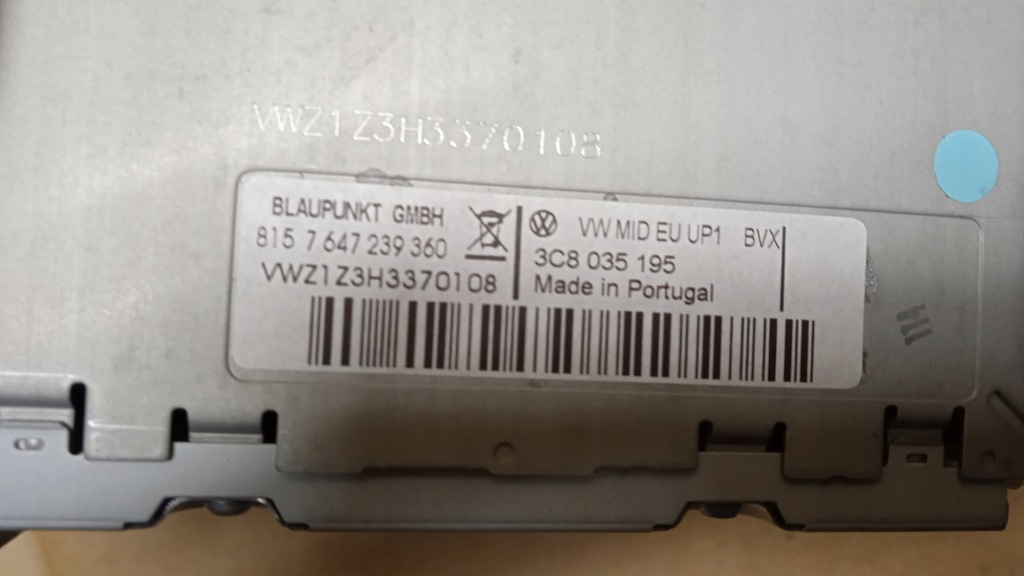 VWZ1Z3H3370108
BLAUPUNKT GMBH
815 7 647 239 360
VWZ1Z3H3370108
VW MID EU UP1 BVX
3C8 035 195
Made in Portugal